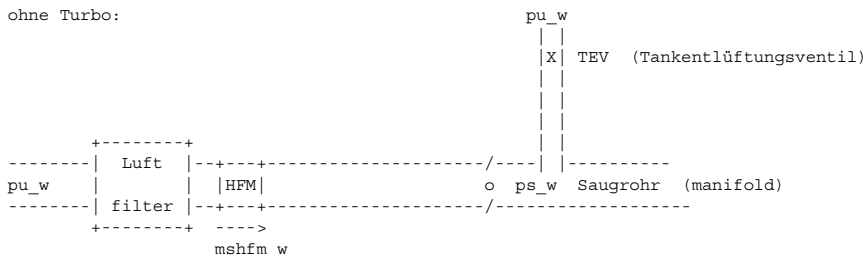 ohne Turbo: pu_w
X TEV (Tankentlüftungsventil)
Luft
pu_w HFM o ps_w Saugrohr (manifold)
filter
mshfm_w